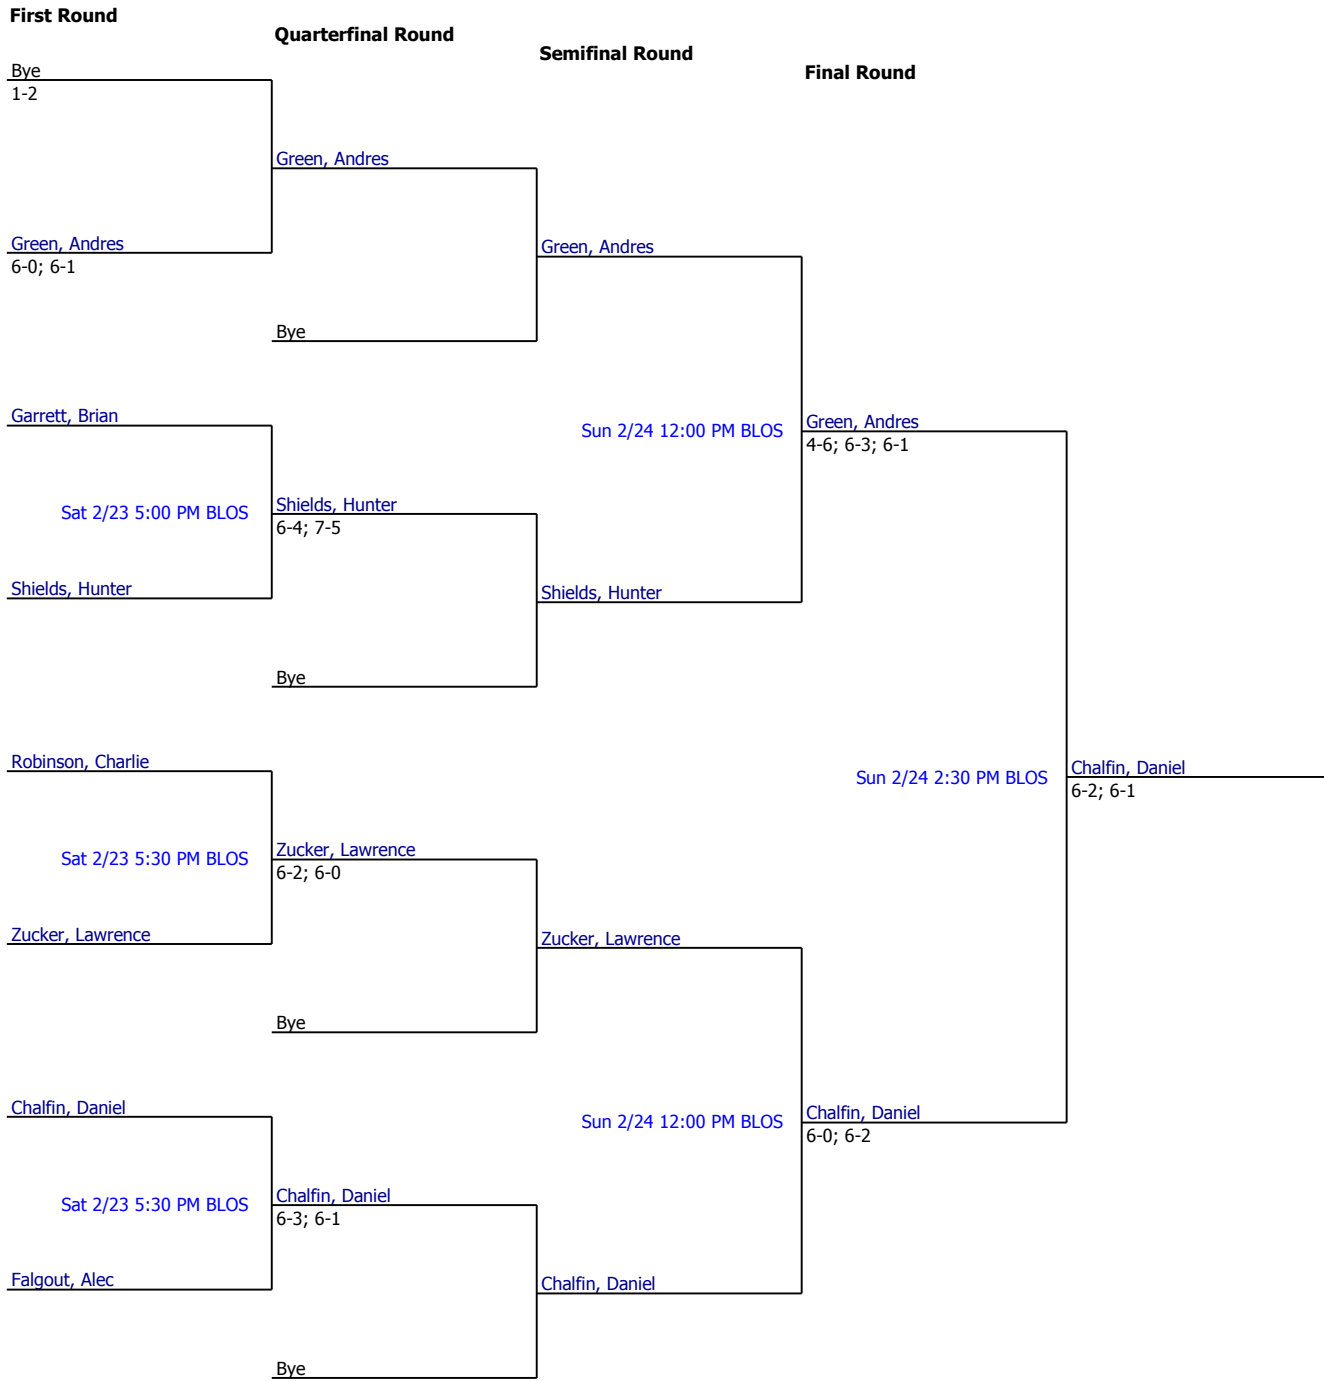 First Round
Quarterfinal Round
Semifinal Round
Final Round
Bye
1-2
Green, Andres
Green, Andres
6-0; 6-1
Green, Andres
Bye
Garrett, Brian
Sun 2/24 12:00 PM BLOS
Green, Andres
4-6; 6-3; 6-1
Sat 2/23 5:00 PM BLOS
Shields, Hunter
6-4; 7-5
Shields, Hunter
Shields, Hunter
Bye
Robinson, Charlie
Sun 2/24 2:30 PM BLOS
Chalfin, Daniel
6-2; 6-1
Sat 2/23 5:30 PM BLOS
Zucker, Lawrence
6-2; 6-0
Zucker, Lawrence
Zucker, Lawrence
Bye
Chalfin, Daniel
Sun 2/24 12:00 PM BLOS
Chalfin, Daniel
6-0; 6-2
Sat 2/23 5:30 PM BLOS
Chalfin, Daniel
6-3; 6-1
Falgout, Alec
Chalfin, Daniel
Bye